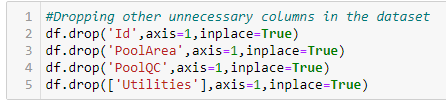 1 #Dropping other unnecessary columns in the dataset
2 df.drop('Id',axis=1,inplace=True)
3 df.drop('PoolArea',axis=1,inplace=True)
4 df.drop('PoolQC',axis=1,inplace=True)
5 df.drop(['Utilities'],axis=1,inplace=True)